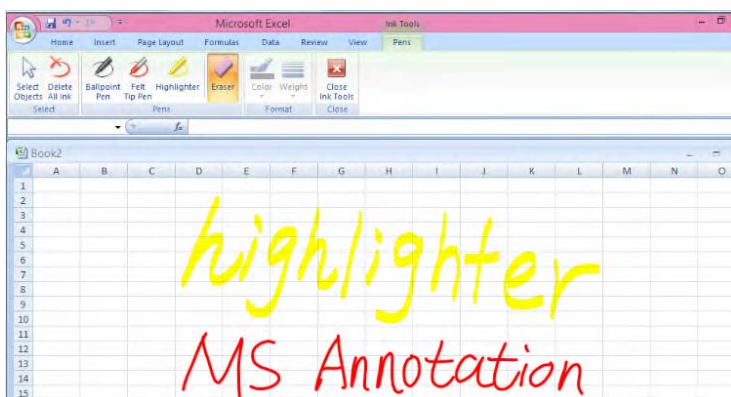 Microsoft Excel
Ink Tools
Home Insert Page Layout Formulas Data Review View Pens
Select Objects Delete All Ink Ballpoint Pen Felt Tip Pen Highlighter Eraser Color Weight Close Ink Tools
Select Pens Format Close
fx
Book2
A B C D E F G H I J K L M N O
1
2
3
4
5
6
7
8
9
10
11
12
13
14
15
highlighter
MS Annotation